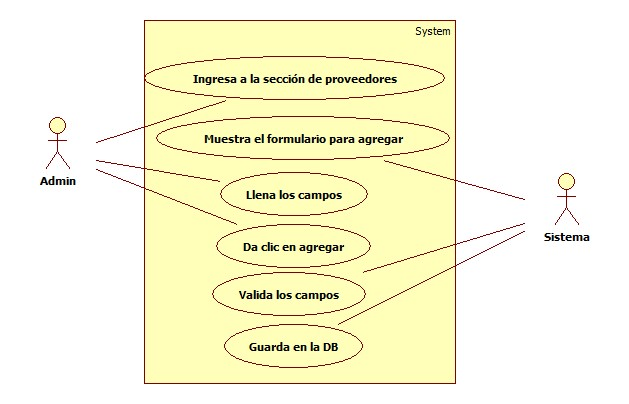 System
Ingresa a la sección de proveedores
Muestra el formulario para agregar
Admin
Llena los campos
Sistema
Da clic en agregar
Valida los campos
Guarda en la DB